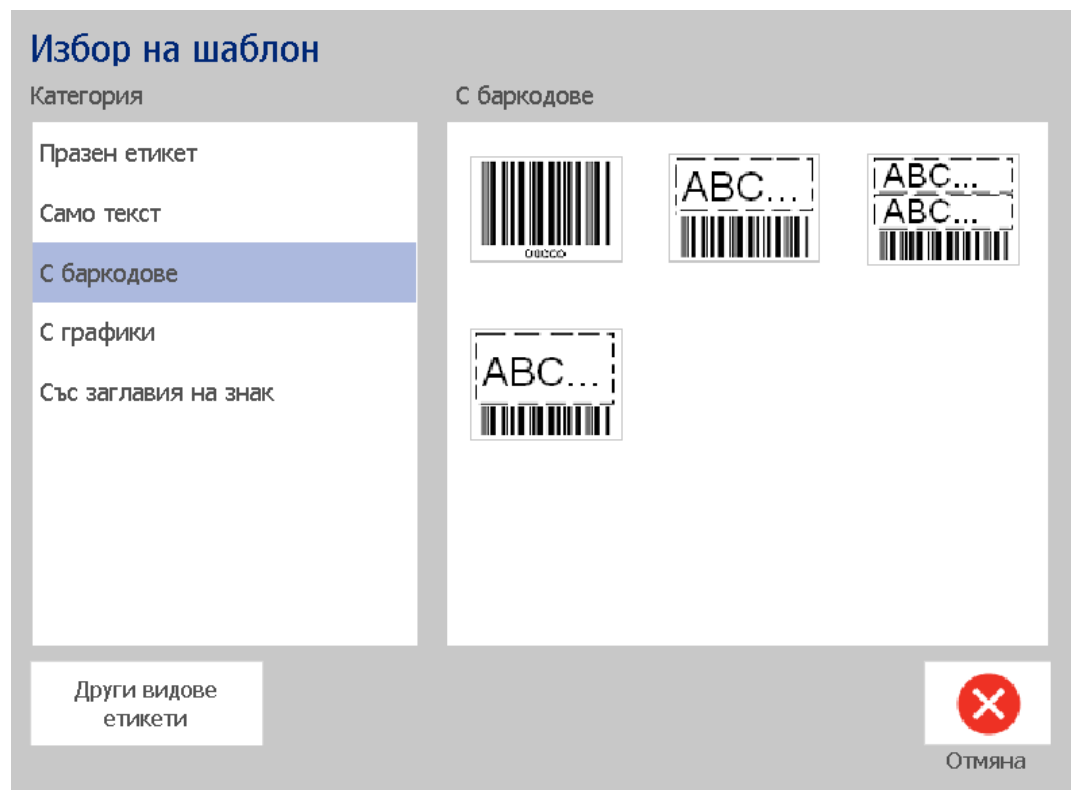 Избор на шаблон
Категория
С баркодове
Празен етикет
Само текст
С баркодове
С графики
Със заглавия на знак
ABC...
ABC...
ABC...
ABC...
Други видове
етикети
Отмяна